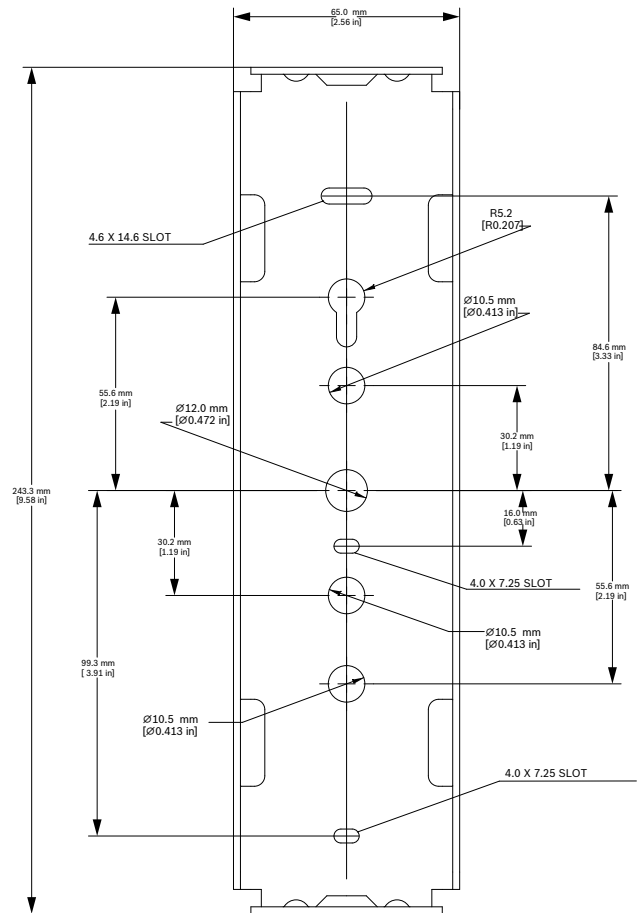 65.0 mm
[2.56 in]
4.6 X 14.6 SLOT
R5.2
[R0.207]
Ø10.5 mm
[Ø0.413 in]
84.6 mm
[3.33 in]
55.6 mm
[2.19 in]
Ø12.0 mm
[Ø0.472 in]
30.2 mm
[1.19 in]
243.3 mm
[9.58 in]
16.0 mm
[0.63 in]
30.2 mm
[1.19 in]
4.0 X 7.25 SLOT
55.6 mm
[2.19 in]
Ø10.5 mm
[Ø0.413 in]
99.3 mm
[ 3.91 in]
Ø10.5 mm
[Ø0.413 in]
4.0 X 7.25 SLOT